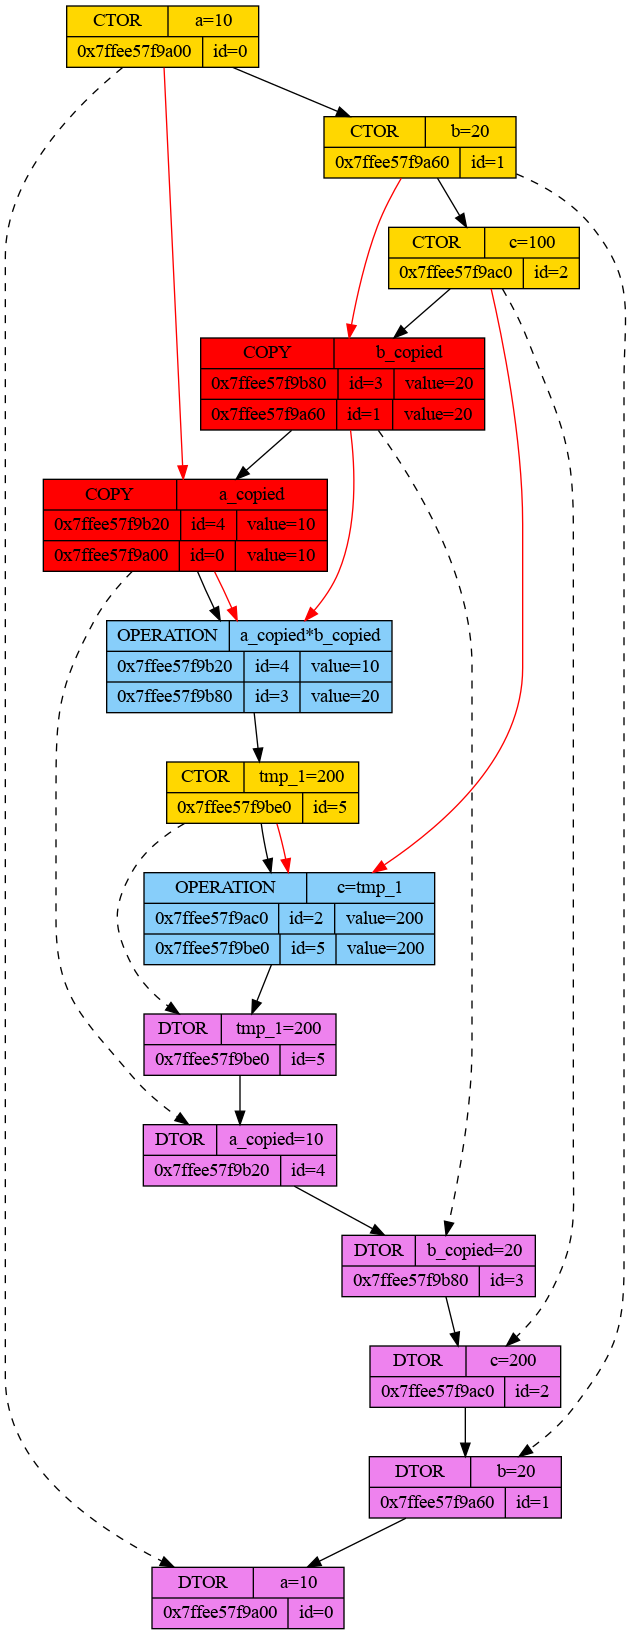 CTOR a=10
0x7ffee57f9a00 id=0
CTOR b=20
0x7ffee57f9a60 id=1
CTOR c=100
0x7ffee57f9ac0 id=2
COPY b_copied
0x7ffee57f9b80 id=3 value=20
0x7ffee57f9a60 id=1 value=20
COPY a_copied
0x7ffee57f9b20 id=4 value=10
0x7ffee57f9a00 id=0 value=10
OPERATION a_copied*b_copied
0x7ffee57f9b20 id=4 value=10
0x7ffee57f9b80 id=3 value=20
CTOR tmp_1=200
0x7ffee57f9be0 id=5
OPERATION c=tmp_1
0x7ffee57f9ac0 id=2 value=200
0x7ffee57f9be0 id=5 value=200
DTOR tmp_1=200
0x7ffee57f9be0 id=5
DTOR a_copied=10
0x7ffee57f9b20 id=4
DTOR b_copied=20
0x7ffee57f9b80 id=3
DTOR c=200
0x7ffee57f9ac0 id=2
DTOR b=20
0x7ffee57f9a60 id=1
DTOR a=10
0x7ffee57f9a00 id=0